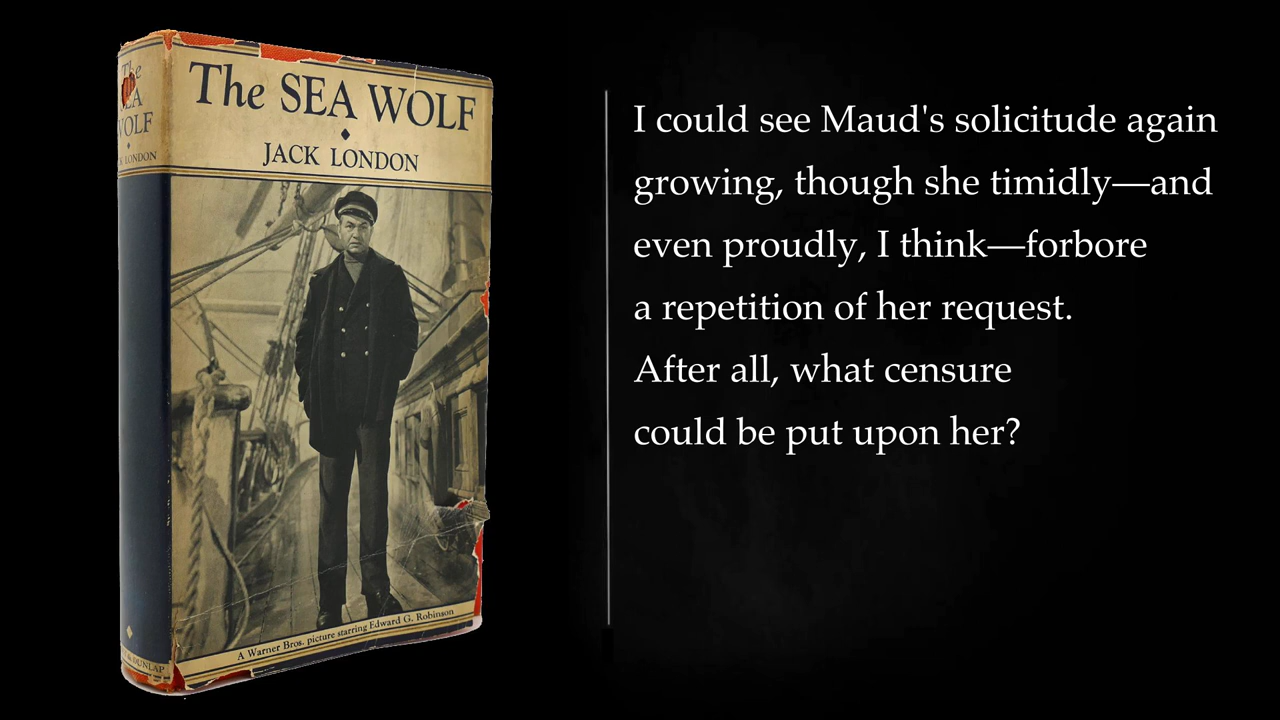 The
SEA
WOLF
LONDON
DUNLAP
The SEA WOLF
JACK LONDON
A Warner Bros. picture starring Edward G. Robinson
I could see Maud's solicitude again
growing, though she timidly—and
even proudly, I think—forbore
a repetition of her request.
After all, what censure
could be put upon her?